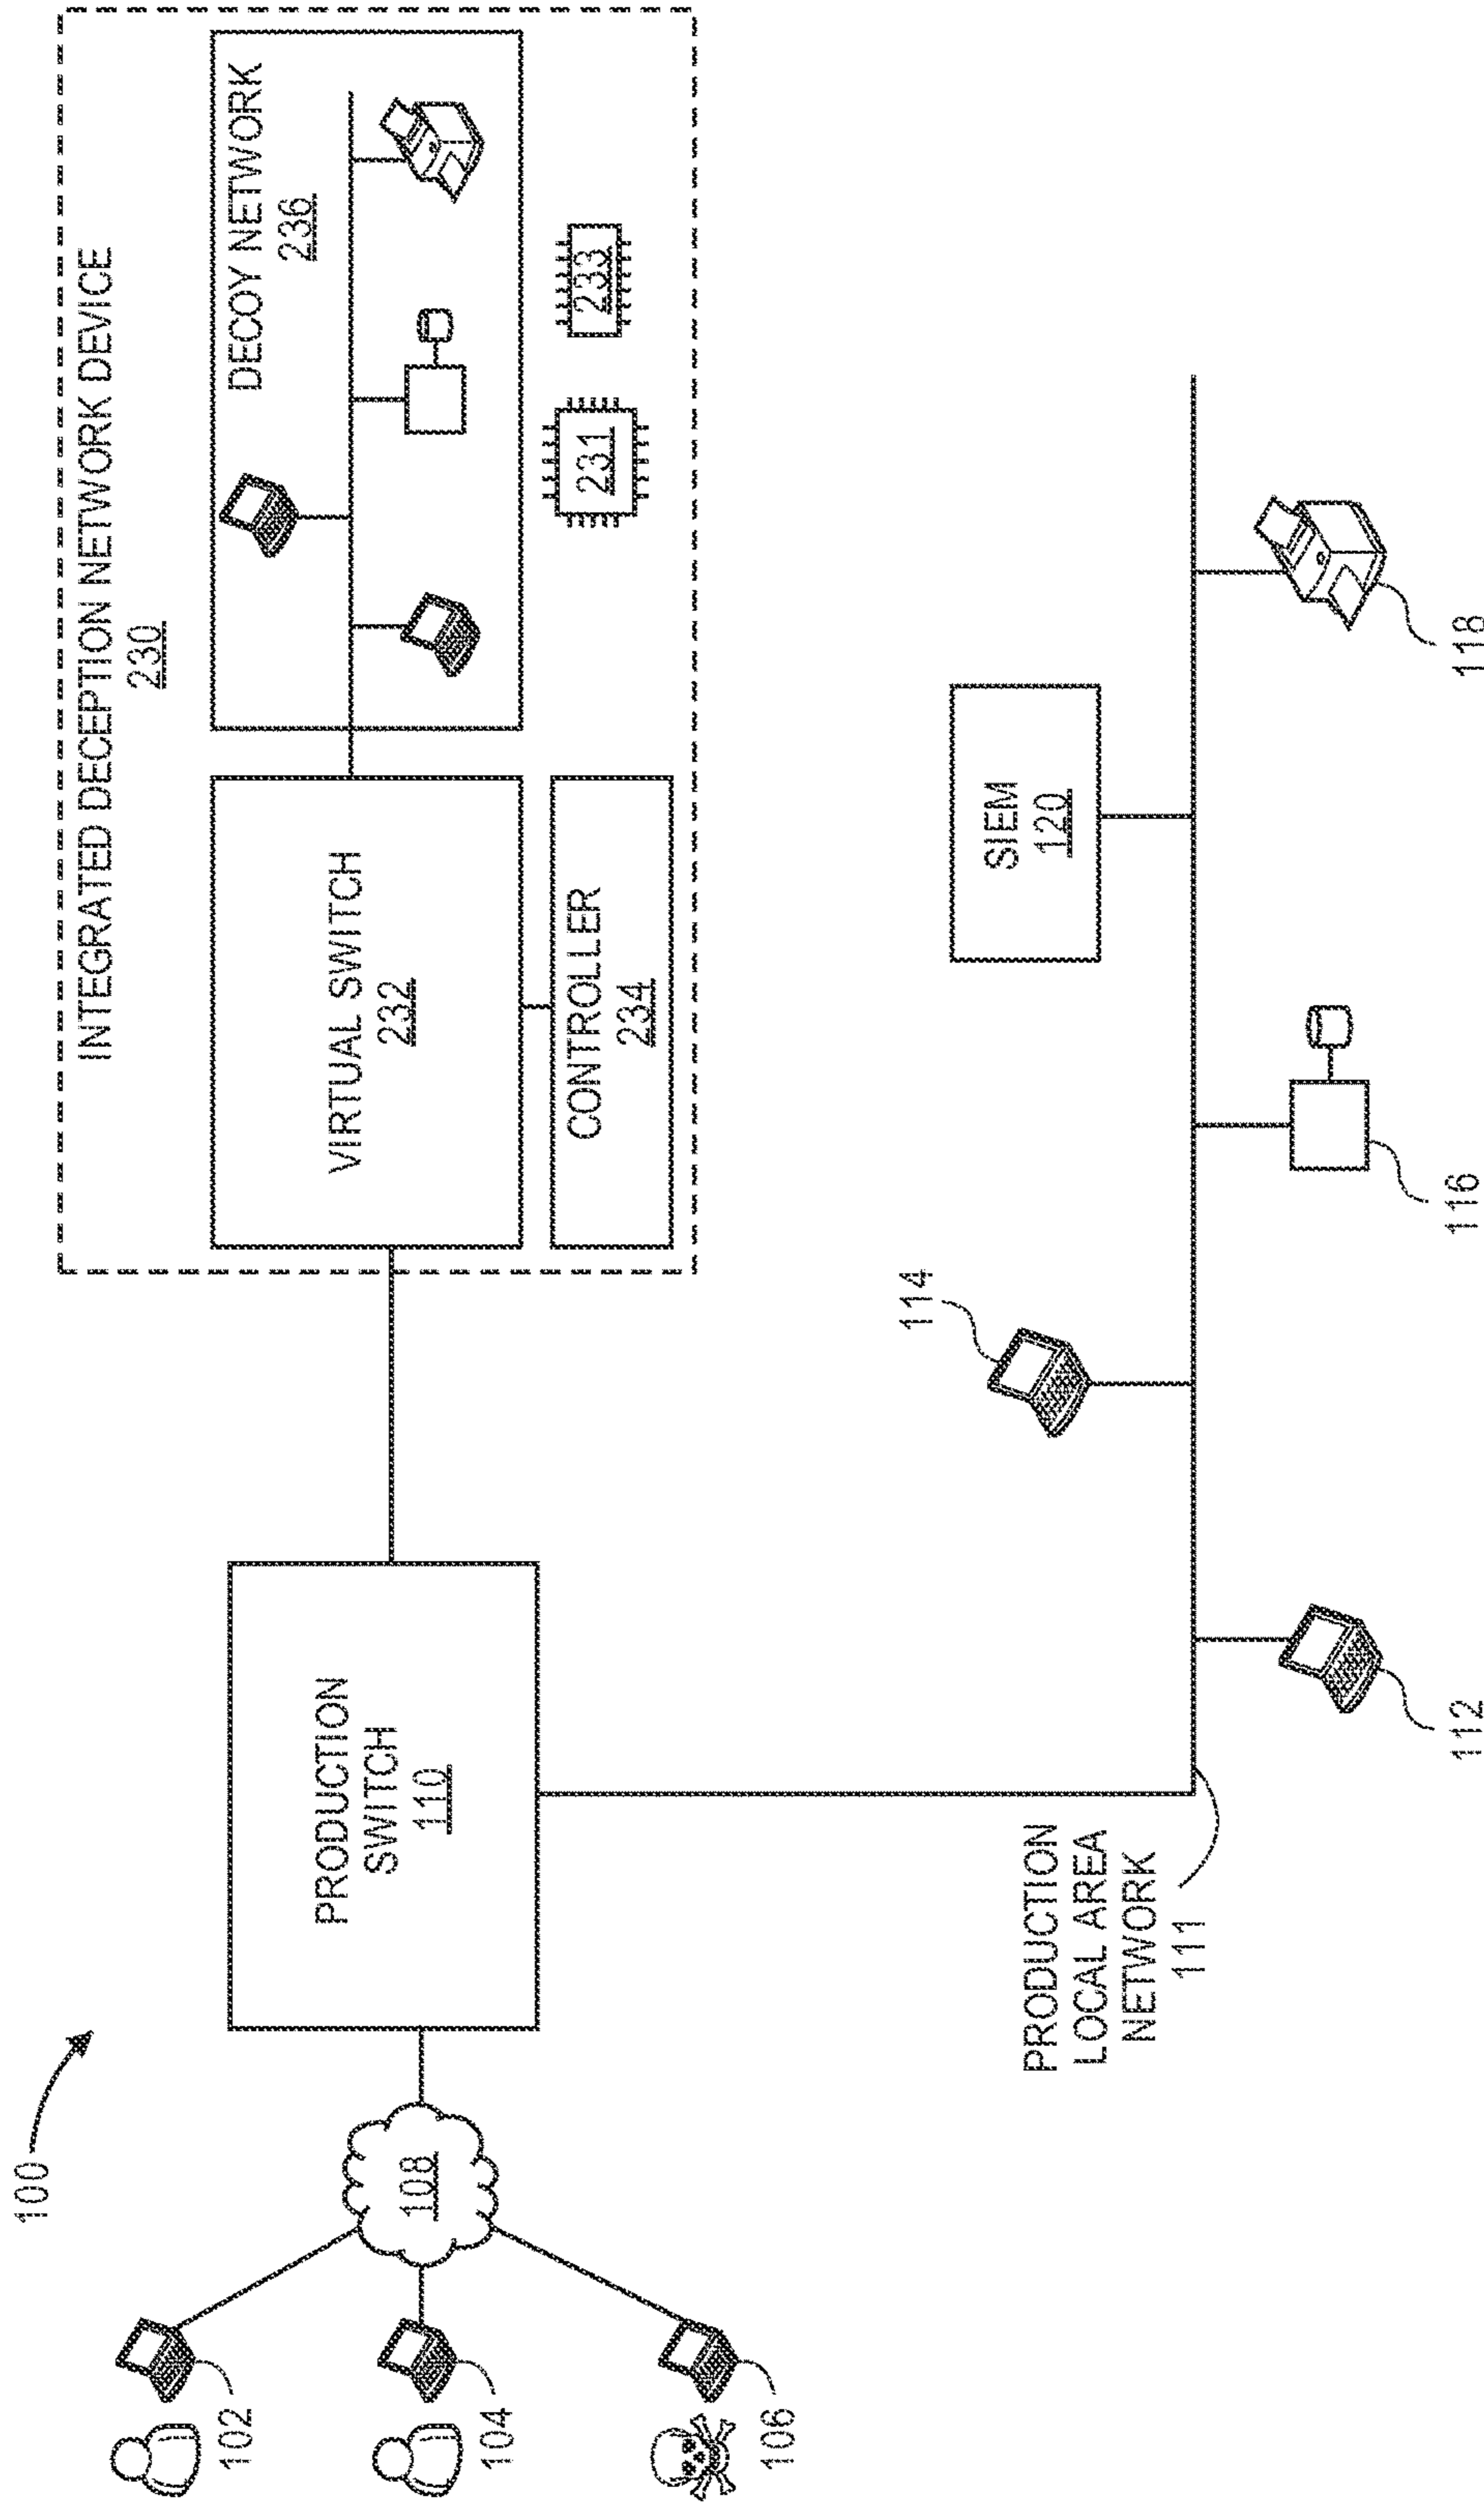 100
102
104
106
108
PRODUCTION
SWITCH
110
INTEGRATED DECEPTION NETWORK DEVICE
230
VIRTUAL SWITCH
232
CONTROLLER
234
DECOY NETWORK
236
231
233
PRODUCTION
LOCAL AREA
NETWORK
111
112
114
116
SIEM
120
118